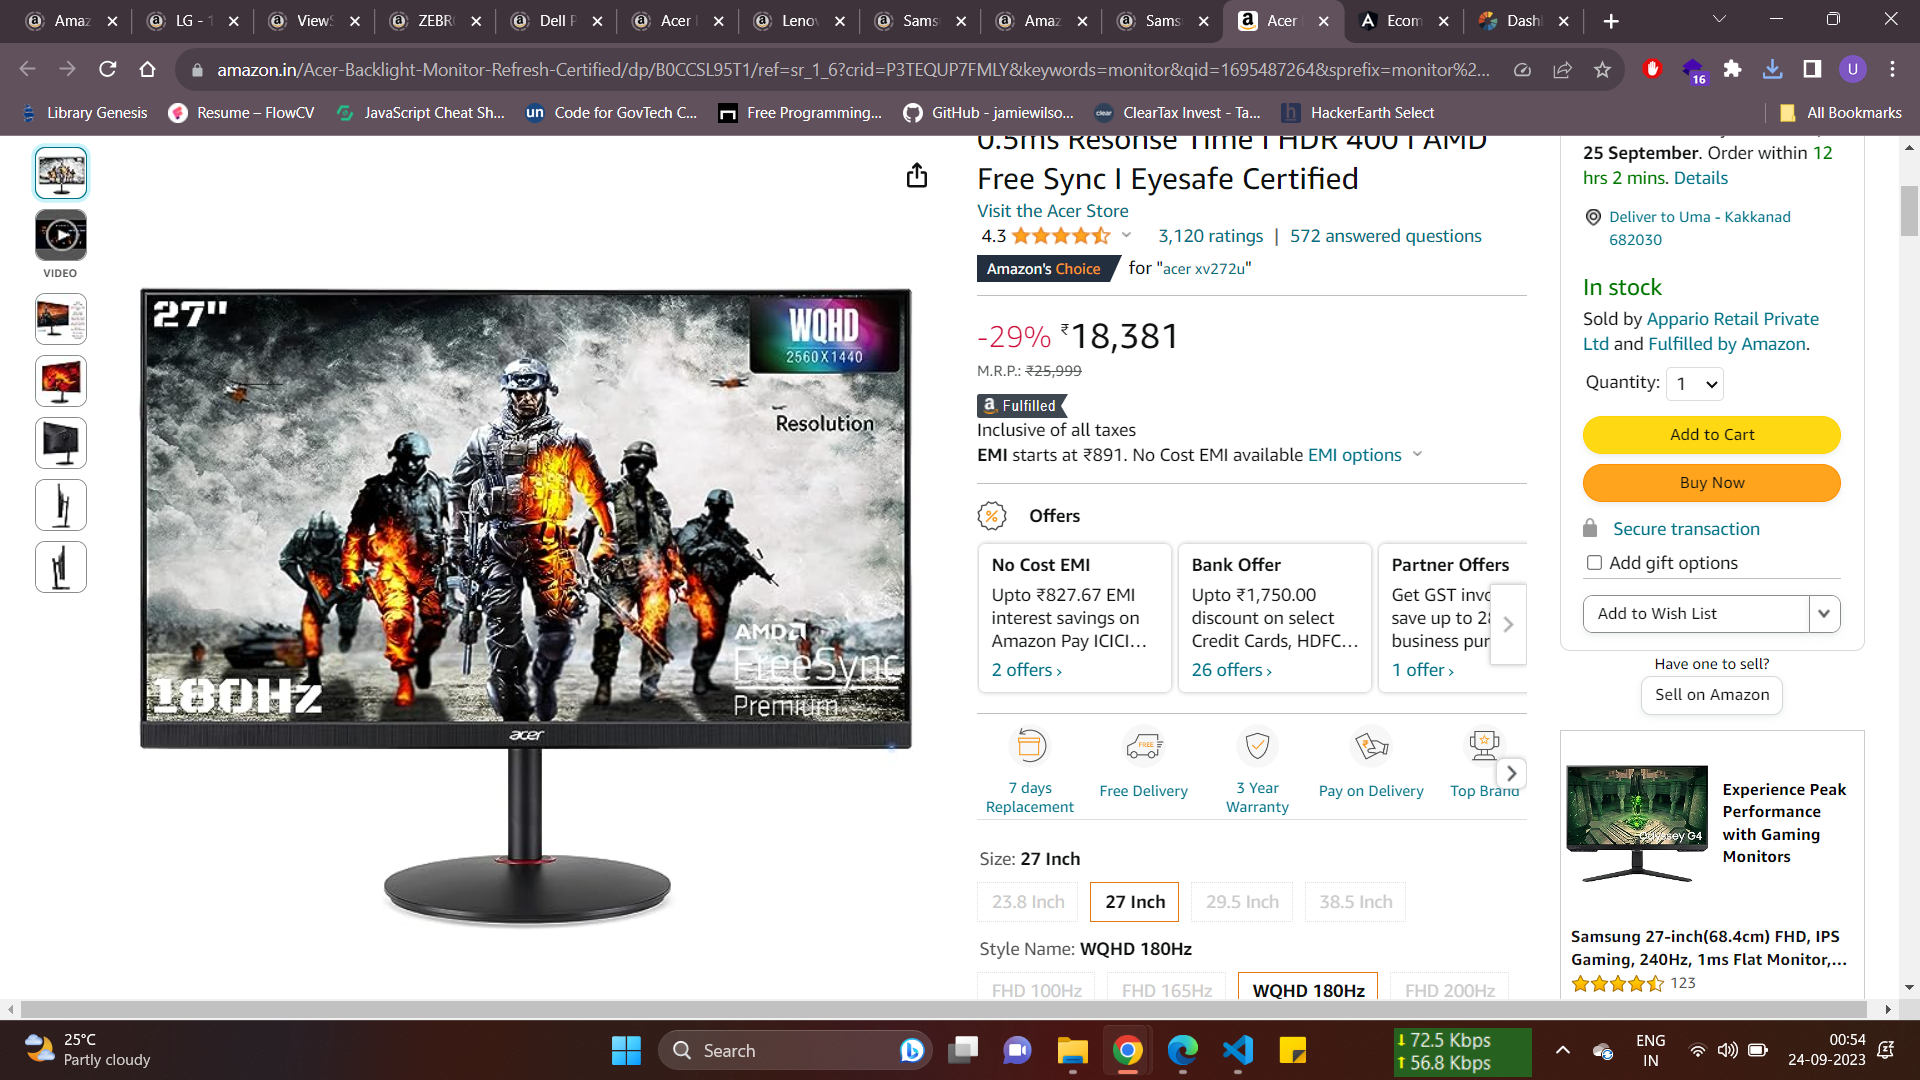 Amaz
LG - 1
View
ZEBR
Dell P
Acer
Leno
Sams
Amaz
Sams
Acer
Ecom
Dash
amazon.in/Acer-Backlight-Monitor-Refresh-Certified/dp/B0CCSL95T1/ref=sr_1_6?crid=P3TEQUP7FMLY&keywords=monitor&qid=1695487264&sprefix=monitor%2...
16
U
Library Genesis
Resume – FlowCV
JavaScript Cheat Sh...
un Code for GovTech C...
Free Programming...
GitHub - jamiewilso...
clear ClearTax Invest - Ta...
h HackerEarth Select
All Bookmarks
VIDEO
27"
WQHD
2560X1440
Resolution
AMD
FreeSync
Premium
180Hz
acer
0.5ms Resonse Time I HDR 400 I AMD
Free Sync I Eyesafe Certified
Visit the Acer Store
4.3
3,120 ratings | 572 answered questions
Amazon's Choice for "acer xv272u"
-29% ₹18,381
M.R.P.: ₹25,999
a Fulfilled
Inclusive of all taxes
EMI starts at ₹891. No Cost EMI available EMI options
Offers
No Cost EMI
Upto ₹827.67 EMI
interest savings on
Amazon Pay ICICI...
2 offers ›
Bank Offer
Upto ₹1,750.00
discount on select
Credit Cards, HDFC...
26 offers ›
Partner Offers
Get GST invo
save up to 28
business pur
1 offer ›
7 days
Replacement
FREE
Free Delivery
3 Year
Warranty
Pay on Delivery
Top Brand
Size: 27 Inch
23.8 Inch
27 Inch
29.5 Inch
38.5 Inch
Style Name: WQHD 180Hz
FHD 100Hz
FHD 165Hz
WQHD 180Hz
FHD 200Hz
25 September. Order within 12
hrs 2 mins. Details
Deliver to Uma - Kakkanad
682030
In stock
Sold by Appario Retail Private
Ltd and Fulfilled by Amazon.
Quantity: 1
Add to Cart
Buy Now
Secure transaction
Add gift options
Add to Wish List
Have one to sell?
Sell on Amazon
Odyssey G4
Experience Peak
Performance
with Gaming
Monitors
Samsung 27-inch(68.4cm) FHD, IPS
Gaming, 240Hz, 1ms Flat Monitor,...
123
25°C
Partly cloudy
Search
72.5 Kbps
56.8 Kbps
ENG
IN
00:54
24-09-2023